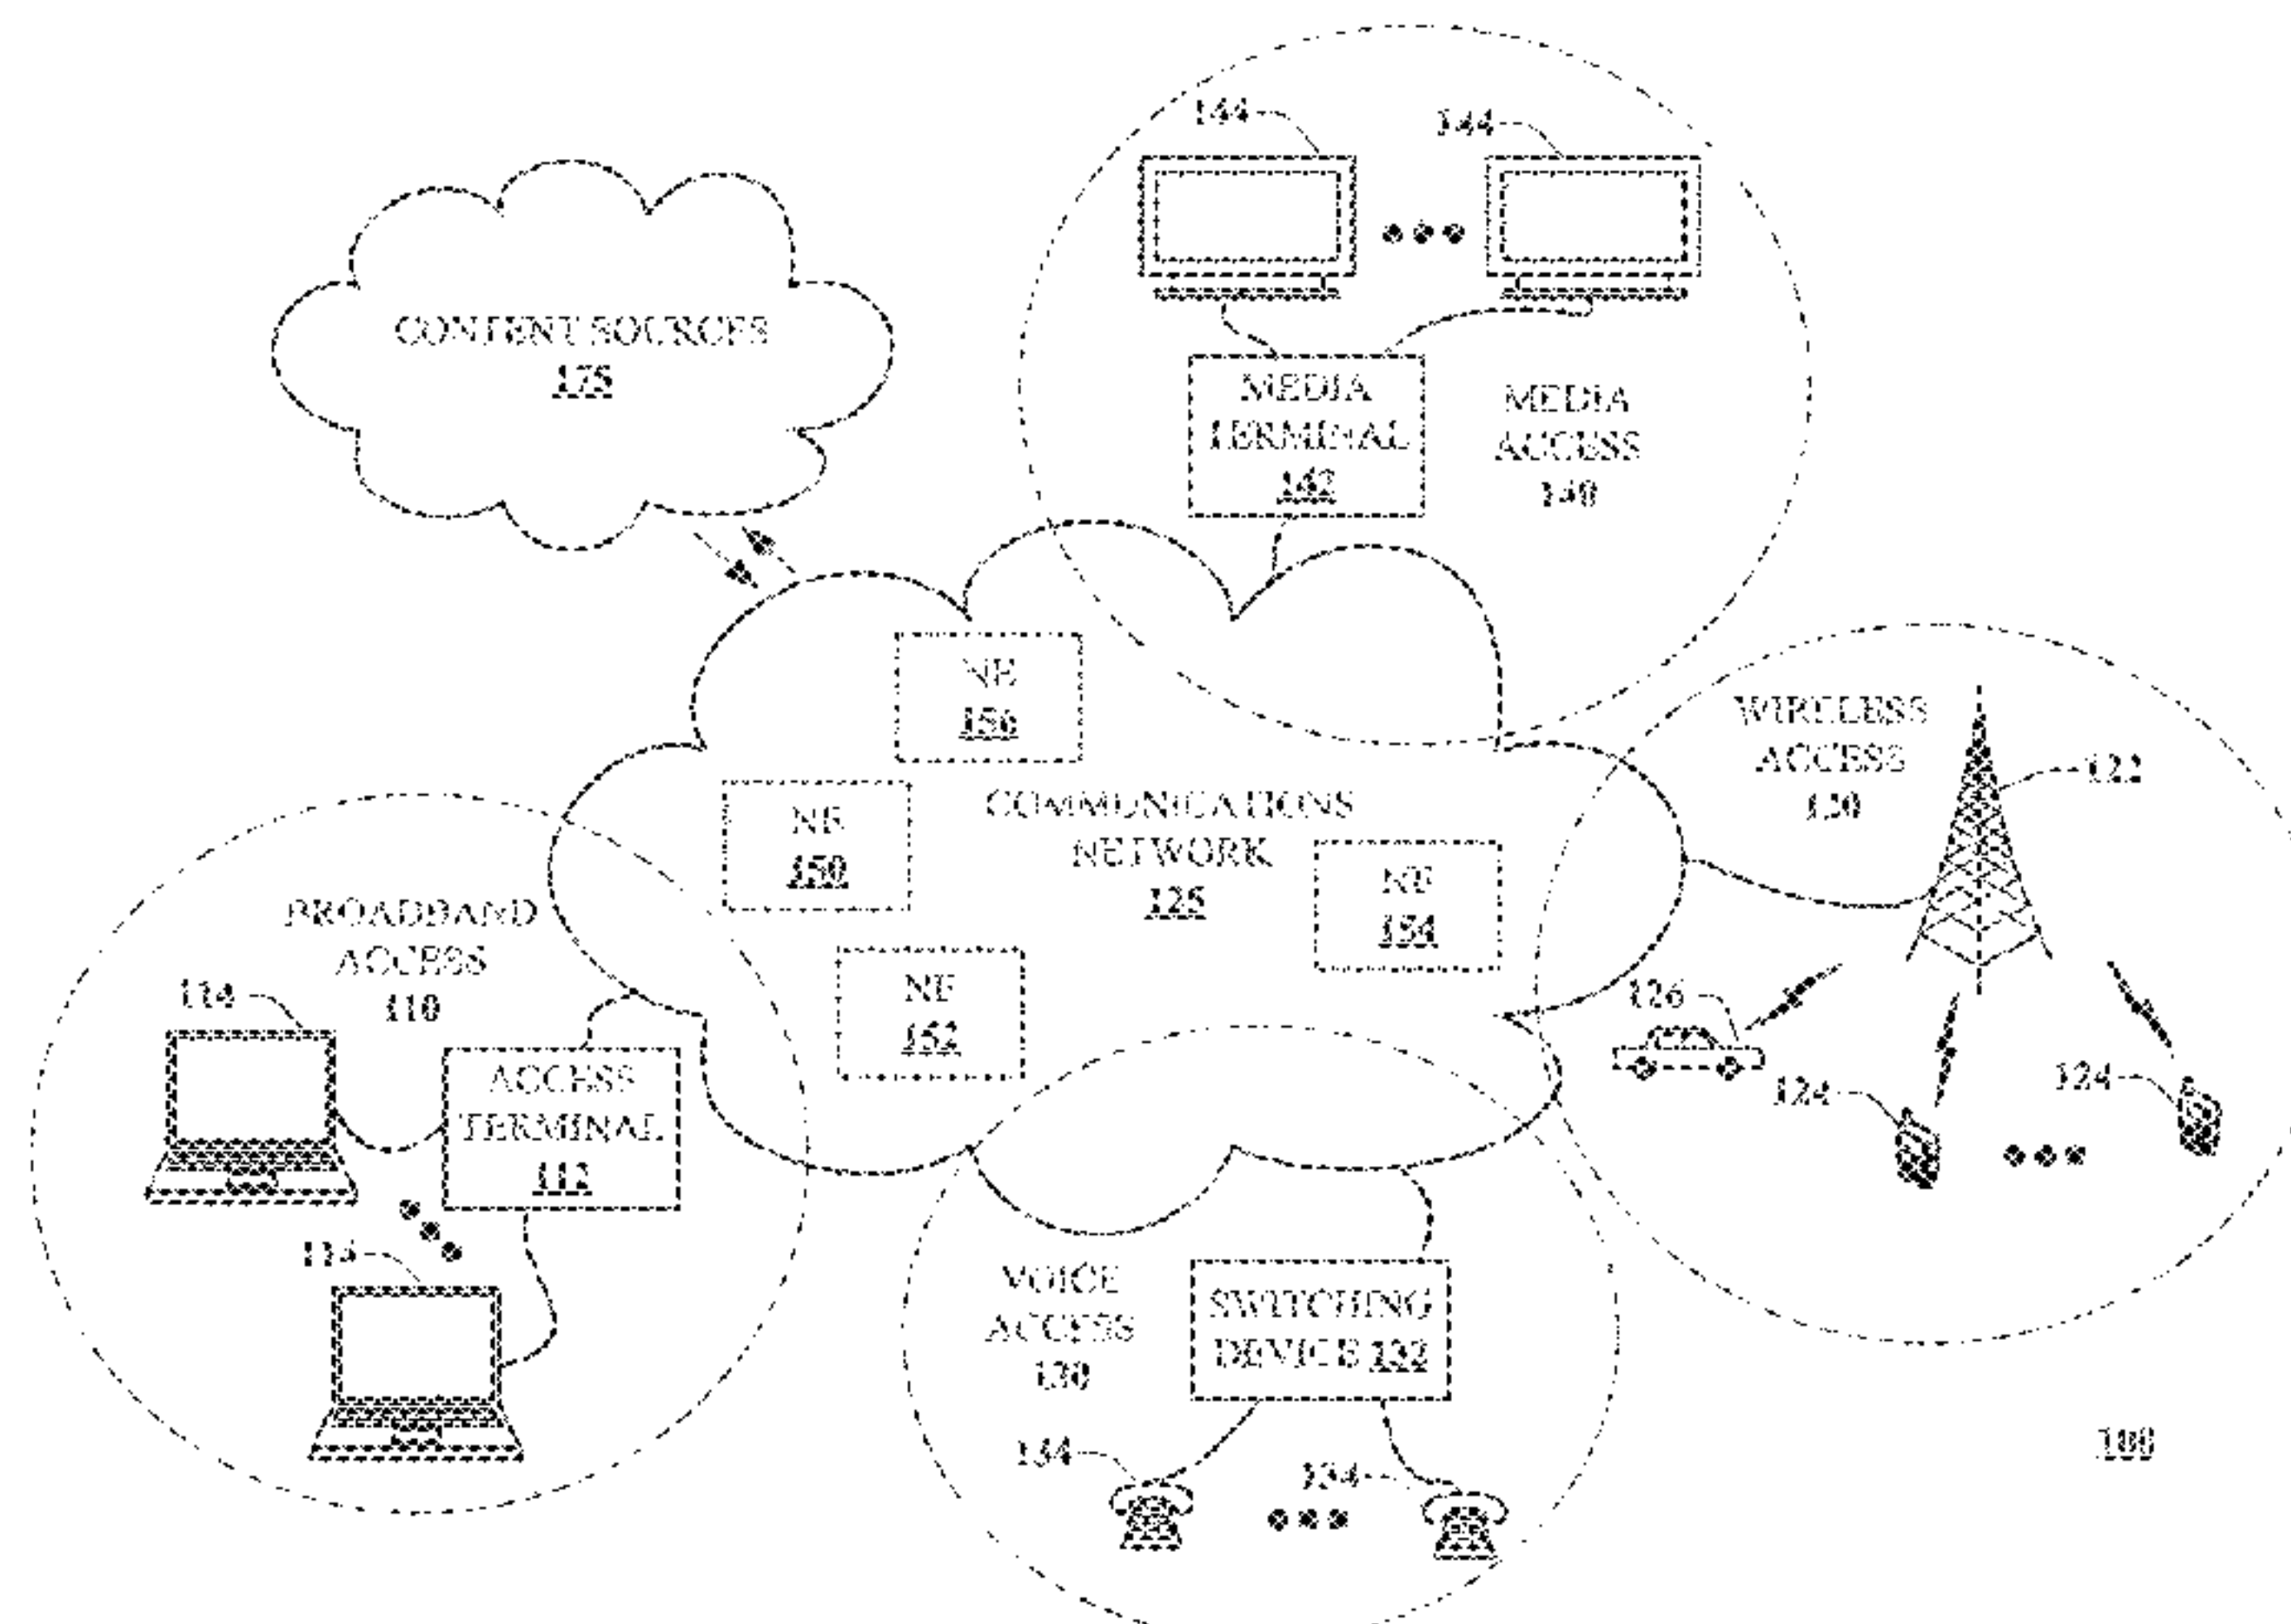 144
144
CONTENT SOURCES
175
MEDIA
TERMINAL
142
MEDIA
ACCESS
140
NE
156
WIRELESS
ACCESS
120
122
COMMUNICATIONS
NETWORK
125
NE
150
NE
154
BROADBAND
ACCESS
110
114
NE
152
126
124
124
ACCESS
TERMINAL
112
114
VOICE
ACCESS
130
SWITCHING
DEVICE 132
134
134
100